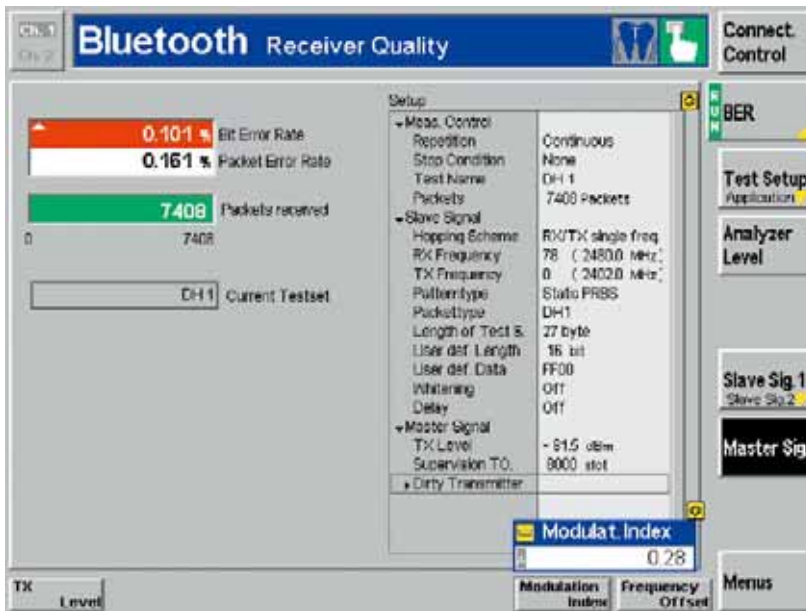 Ch. 1
Ch. 2
Bluetooth Receiver Quality
Connect.
Control
0.101 % Bit Error Rate
0.161 % Packet Error Rate
7408 Packets received
0 7408
DH 1 Current Testset
Setup
Meas. Control
Repetition Continuous
Stop Condition None
Test Name DH 1
Packets 7408 Packets
Slave Signal
Hopping Scheme RX/TX single freq.
RX Frequency 78 ( 2480.0 MHz)
TX Frequency 0 ( 2402.0 MHz)
Patterntype Static PRBS
Packettype DH1
Length of Test S. 27 byte
User def. Length 16 bit
User def. Data FF00
Whitening Off
Delay Off
Master Signal
TX Level
Supervision TO. 8000 slot
Dirty Transmitter
Modulat. Index
0.28
RUN
BER
Test Setup
Application
Analyzer
Level
Slave Sig.1
Slave Sig.2
Master Sig
Menus
TX
Level
Modulation
Index
Frequency
Offset